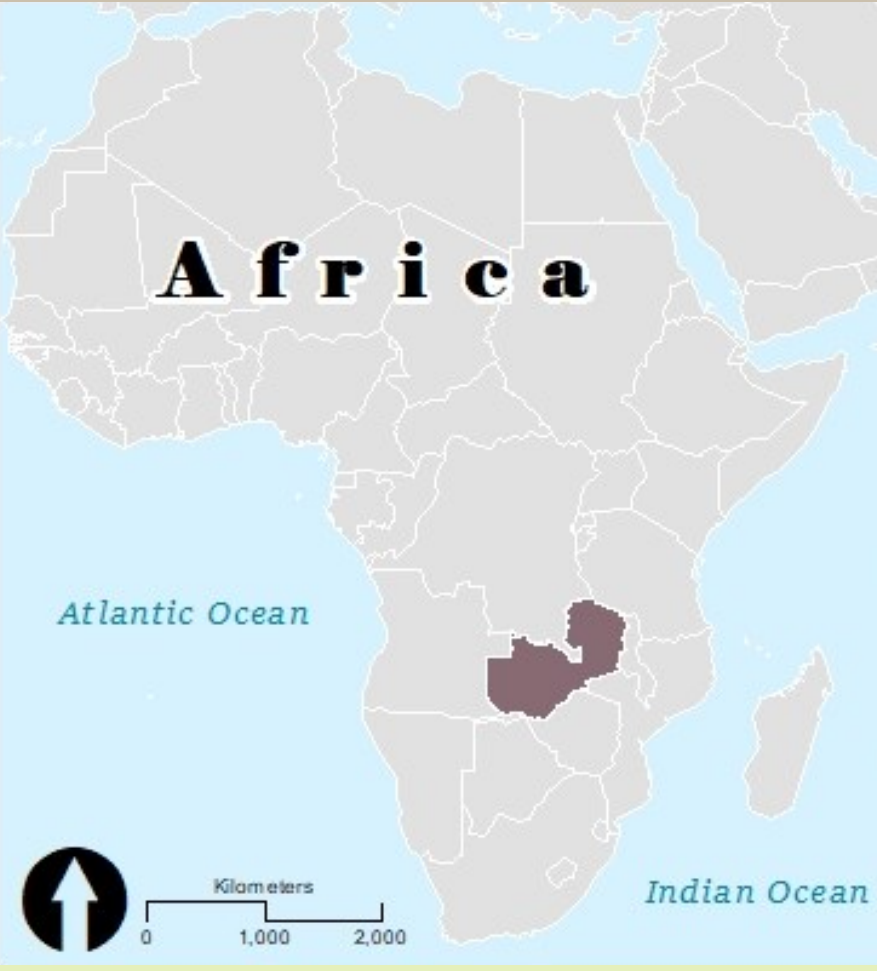 Africa
Atlantic Ocean
Indian Ocean
Kilometers
0 1,000 2,000